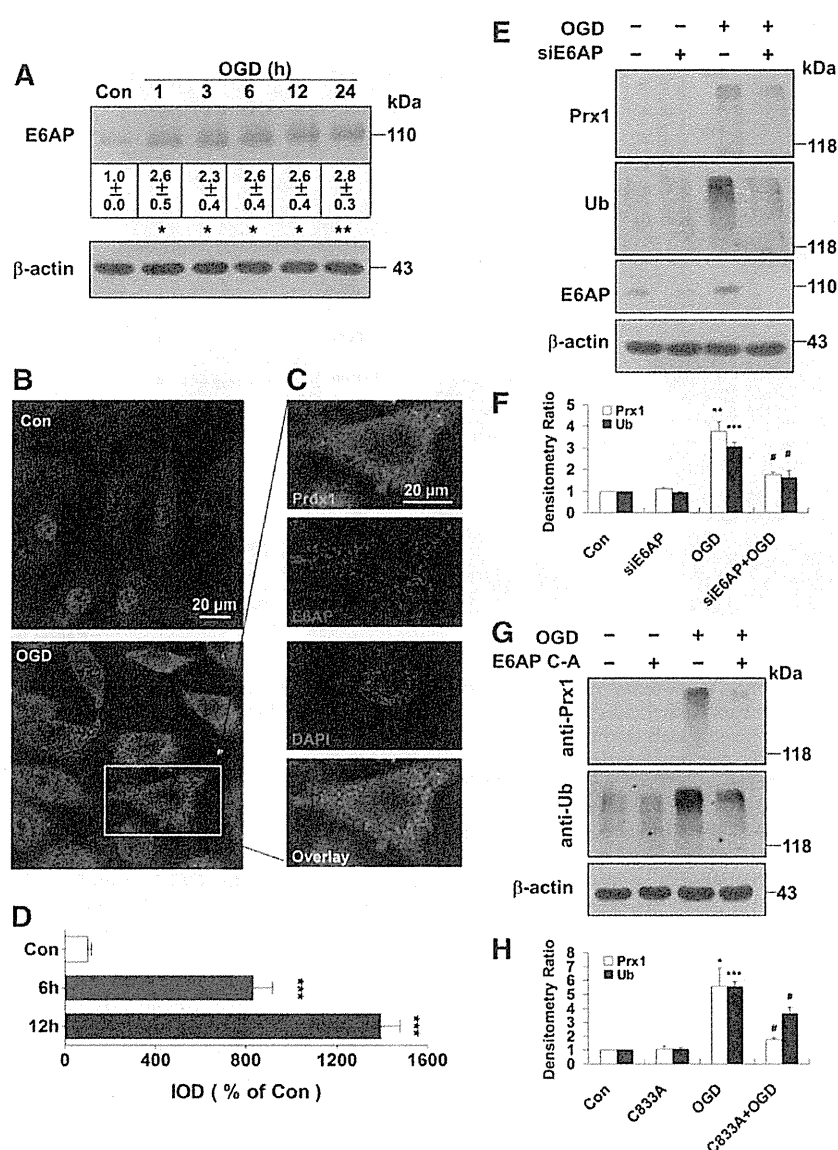 A
OGD (h)
Con 1 3 6 12 24 kDa
E6AP 110
1.0 ± 0.0 2.6 ± 0.5 2.3 ± 0.4 2.6 ± 0.4 2.6 ± 0.4 2.8 ± 0.3
* * * * **
β-actin 43
B
Con
20 µm
OGD
C
Prdx1
20 µm
E6AP
DAPI
Overlay
D
Con
6h ***
12h ***
0 400 800 1200 1600
IOD ( % of Con )
E
OGD − − + +
siE6AP − + − +
kDa
Prx1
118
Ub
118
E6AP 110
β-actin 43
F
Densitometry Ratio
5
4
3
2
1
0
Prx1
Ub
** *** # #
Con siE6AP OGD siE6AP+OGD
G
OGD − − + +
E6AP C-A − + − +
kDa
anti-Prx1
118
anti-Ub
118
β-actin 43
H
Densitometry Ratio
8
7
6
5
4
3
2
1
0
Prx1
Ub
* *** # #
Con C833A OGD C833A+OGD